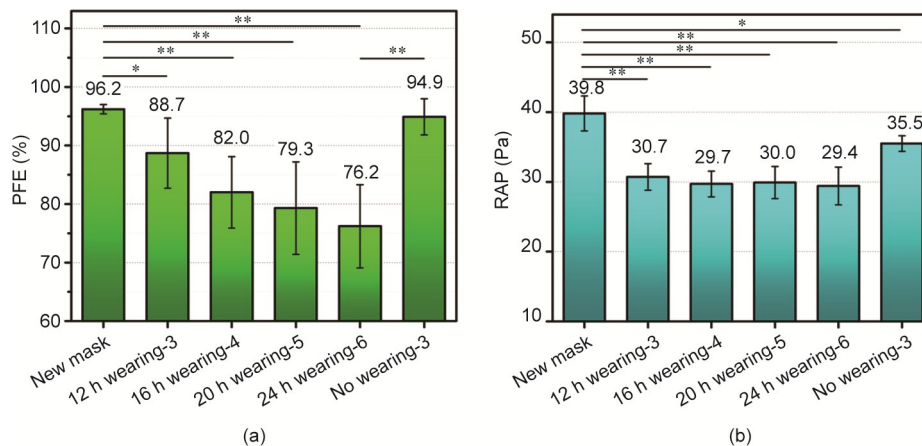 110
100
90
80
70
60
PFE (%)
**
**
**
*
**
96.2
88.7
82.0
79.3
76.2
94.9
New mask
12 h wearing-3
16 h wearing-4
20 h wearing-5
24 h wearing-6
No wearing-3
(a)
50
40
30
20
10
RAP (Pa)
*
**
**
**
**
39.8
30.7
29.7
30.0
29.4
35.5
New mask
12 h wearing-3
16 h wearing-4
20 h wearing-5
24 h wearing-6
No wearing-3
(b)